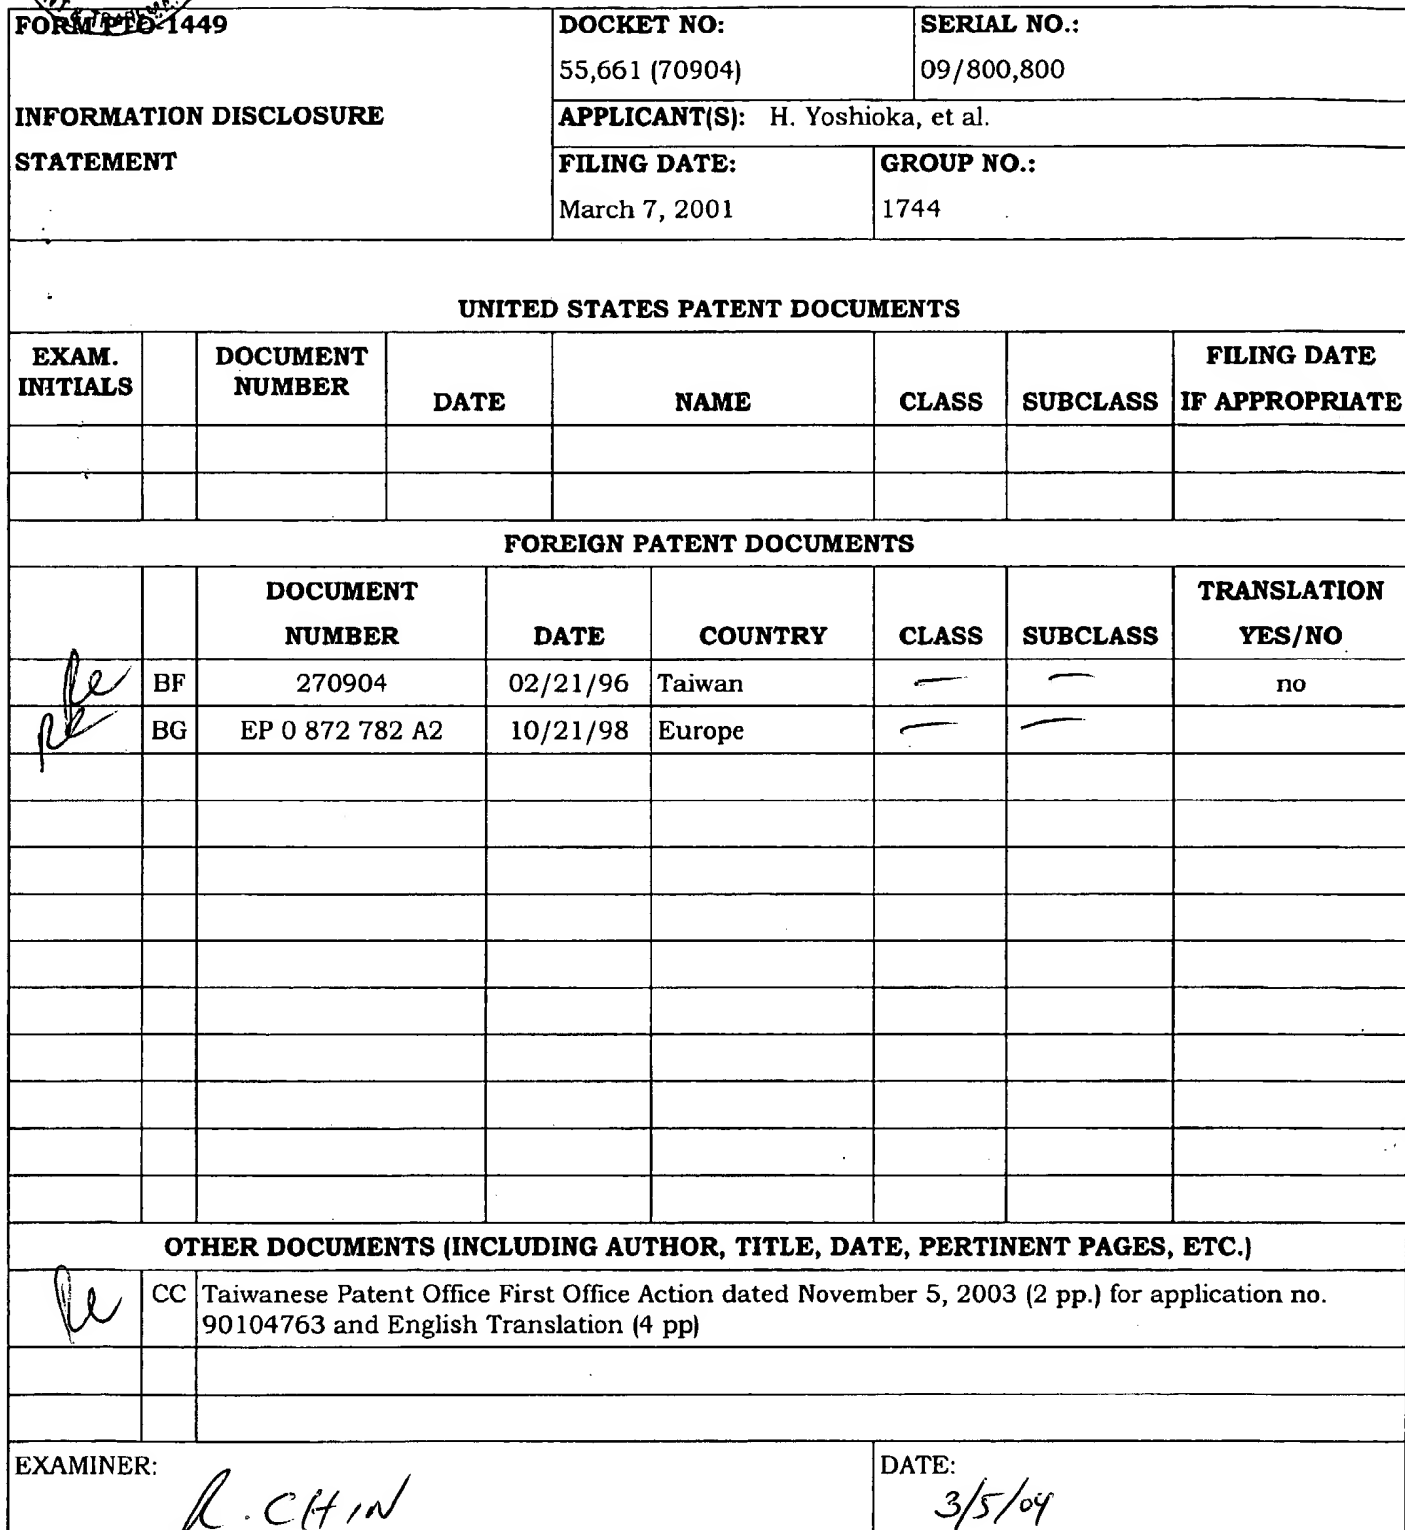 FORM PTO-1449
DOCKET NO:
SERIAL NO.:
55,661 (70904)
09/800,800
INFORMATION DISCLOSURE
STATEMENT
APPLICANT(S): H. Yoshioka, et al.
FILING DATE:
GROUP NO.:
March 7, 2001
1744
UNITED STATES PATENT DOCUMENTS
EXAM. INITIALS
DOCUMENT NUMBER
DATE
NAME
CLASS
SUBCLASS
FILING DATE
IF APPROPRIATE
FOREIGN PATENT DOCUMENTS
DOCUMENT
NUMBER
DATE
COUNTRY
CLASS
SUBCLASS
TRANSLATION
YES/NO
BF 270904 02/21/96 Taiwan — — no
BG EP 0 872 782 A2 10/21/98 Europe — —
OTHER DOCUMENTS (INCLUDING AUTHOR, TITLE, DATE, PERTINENT PAGES, ETC.)
CC Taiwanese Patent Office First Office Action dated November 5, 2003 (2 pp.) for application no.
90104763 and English Translation (4 pp)
EXAMINER:
R. CHIN
DATE:
3/5/04